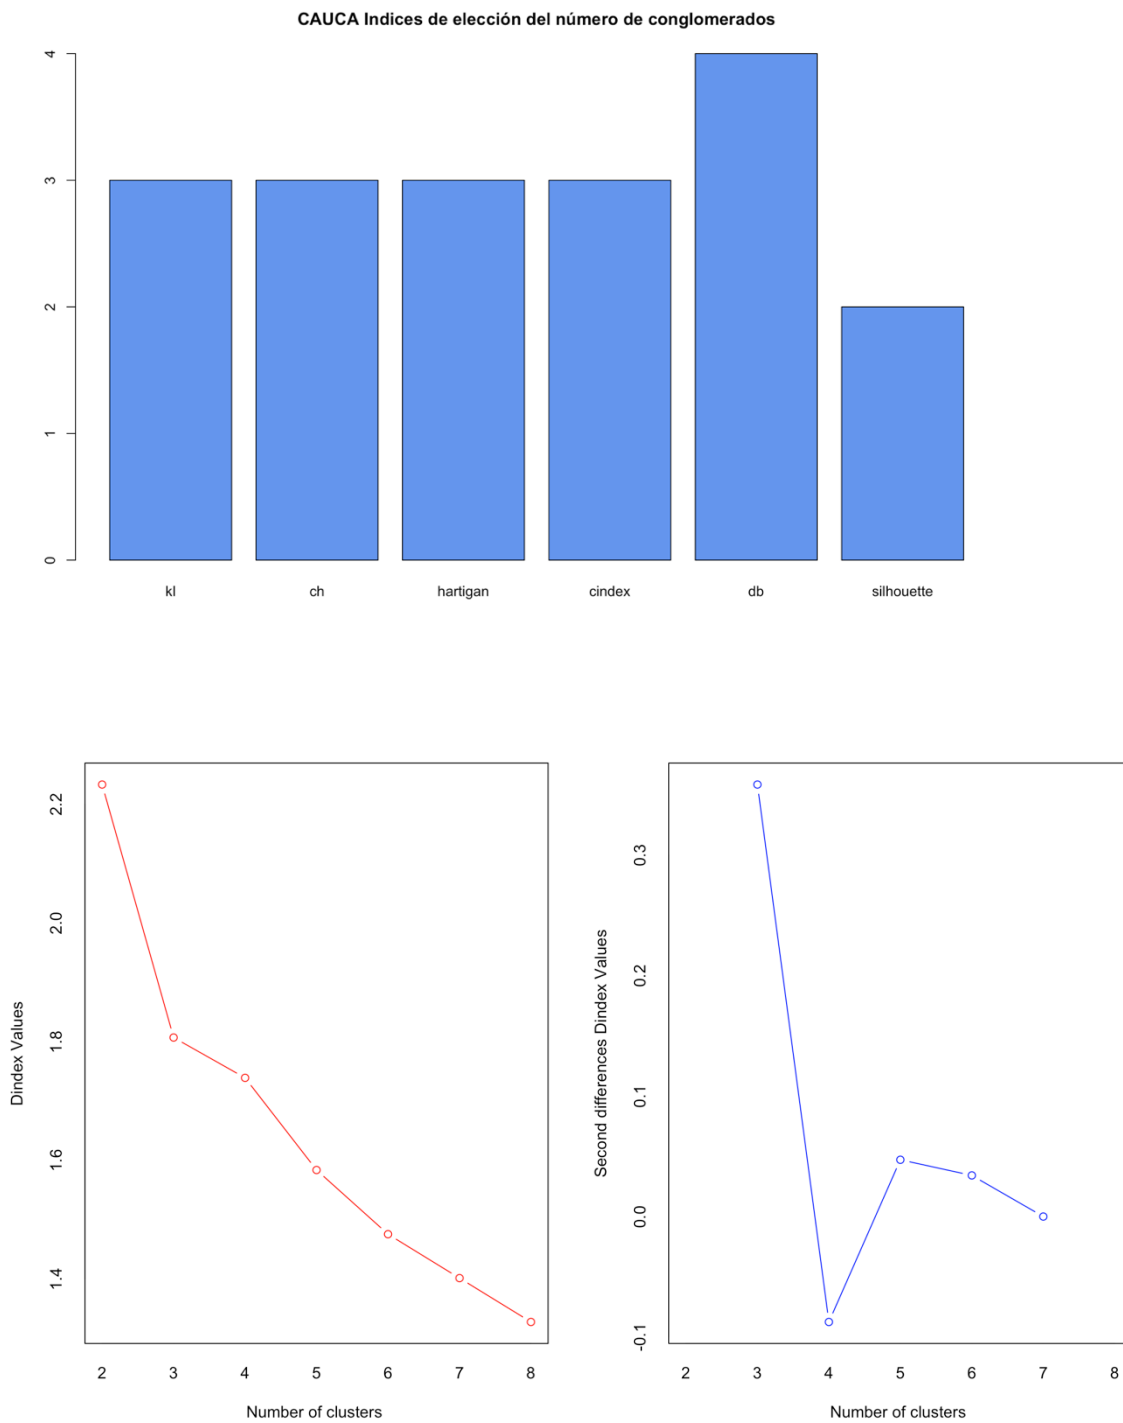 CAUCA Indices de elección del número de conglomerados
4
3
2
1
0
kl ch hartigan cindex db silhouette
Dindex Values
2.2
2.0
1.8
1.6
1.4
2 3 4 5 6 7 8
Number of clusters
Second differences Dindex Values
0.3
0.2
0.1
0.0
-0.1
2 3 4 5 6 7 8
Number of clusters